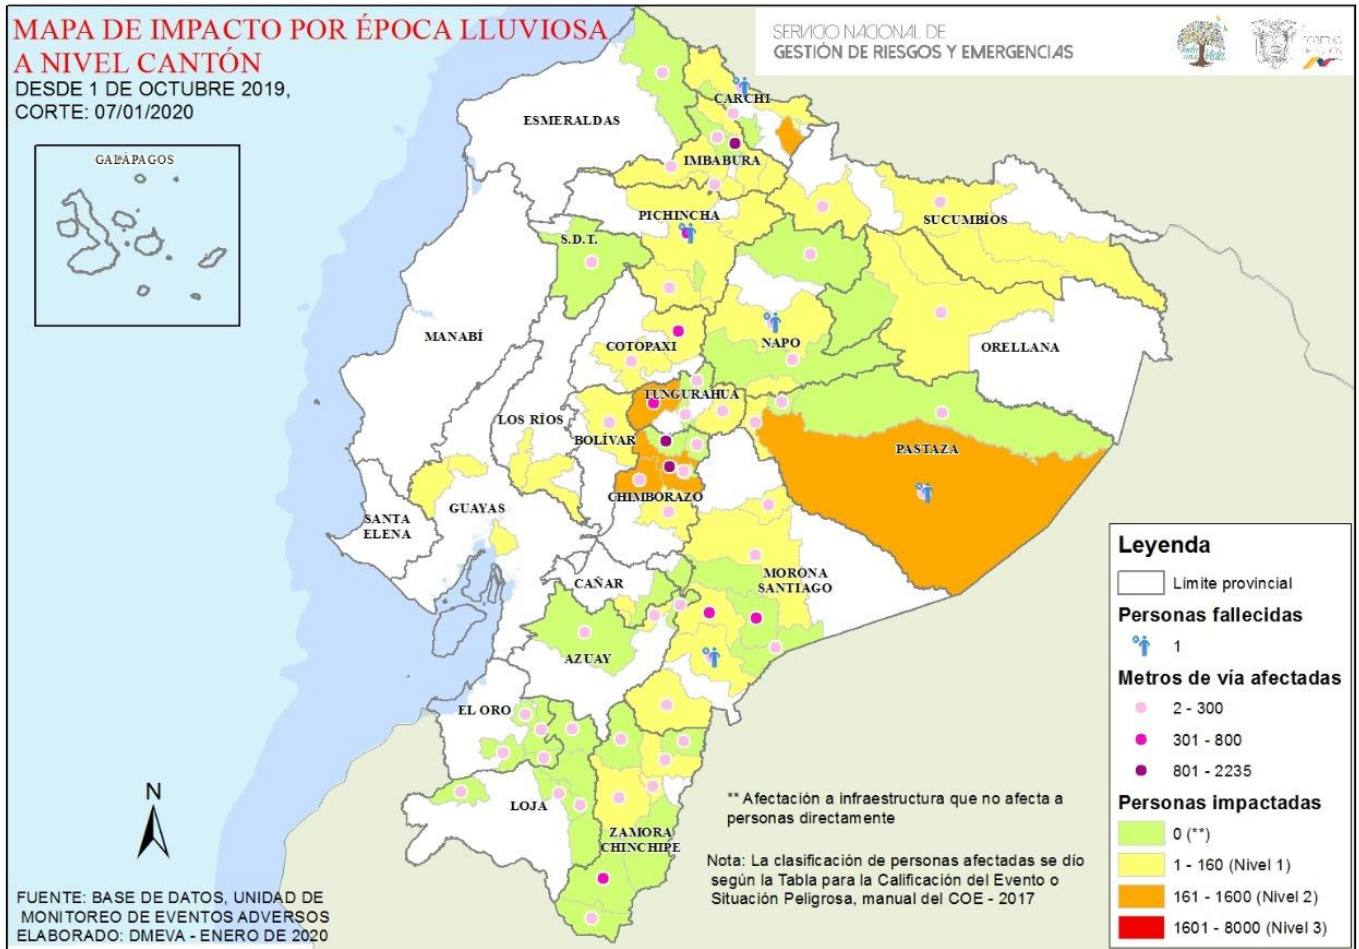 MAPA DE IMPACTO POR ÉPOCA LLUVIOSA
A NIVEL CANTÓN
DESDE 1 DE OCTUBRE 2019,
CORTE: 07/01/2020
SERVICIO NACIONAL DE
GESTIÓN DE RIESGOS Y EMERGENCIAS
GALÁPAGOS
ESMERALDAS
CARCHI
IMBABURA
PICHINCHA
SUCUMBÍOS
S.D.T.
MANABÍ
COTOPAXI
NAPO
ORELLANA
TUNGURAHUA
LOS RÍOS
BOLÍVAR
PASTAZA
CHIMBORAZO
SANTA
ELENA
GUAYAS
CAÑAR
MORONA
SANTIAGO
AZUAY
EL ORO
LOJA
ZAMORA
CHINCHIPE
N
** Afectación a infraestructura que no afecta a
personas directamente
Nota: La clasificación de personas afectadas se dío
según la Tabla para la Calificación del Evento o
Situación Peligrosa, manual del COE - 2017
FUENTE: BASE DE DATOS, UNIDAD DE
MONITOREO DE EVENTOS ADVERSOS
ELABORADO: DMEVA - ENERO DE 2020
Leyenda
Límite provincial
Personas fallecidas
1
Metros de vía afectadas
2 - 300
301 - 800
801 - 2235
Personas impactadas
0 (**)
1 - 160 (Nivel 1)
161 - 1600 (Nivel 2)
1601 - 8000 (Nivel 3)